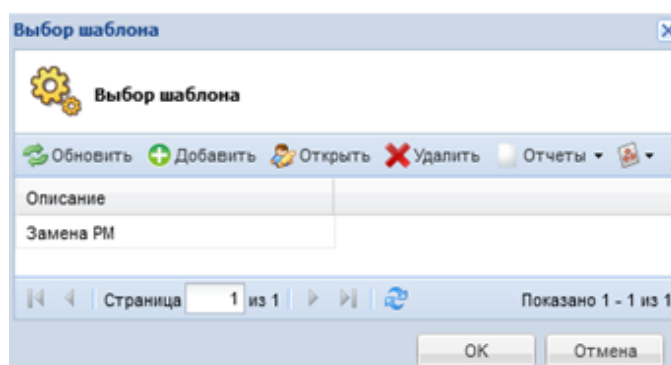 Выбор шаблона
Выбор шаблона
Обновить Добавить Открыть Удалить Отчеты
Описание
Замена РМ
Страница 1 из 1 Показано 1 - 1 из 1
ОК Отмена